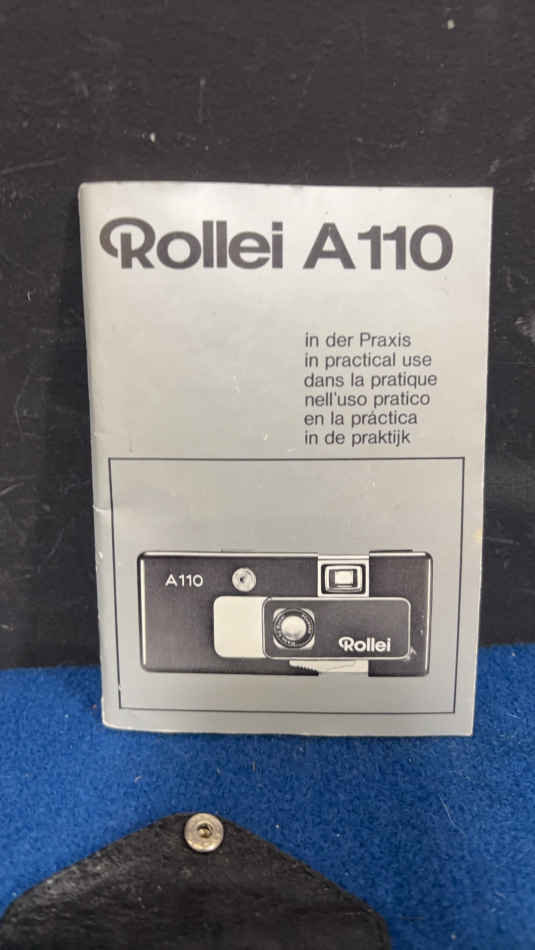 Rollei A110
in der Praxis
in practical use
dans la pratique
nell'uso pratico
en la práctica
in de praktijk
A110
Rollei